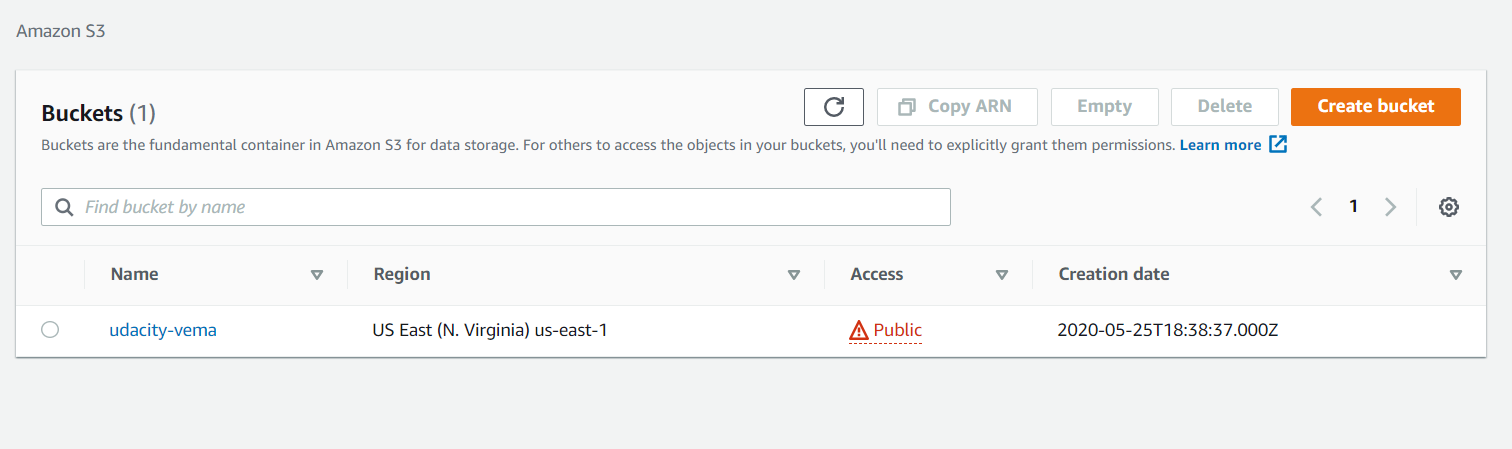 Amazon S3
Buckets (1)
Copy ARN
Empty
Delete
Create bucket
Buckets are the fundamental container in Amazon S3 for data storage. For others to access the objects in your buckets, you'll need to explicitly grant them permissions. Learn more
Find bucket by name
1
Name Region Access Creation date
udacity-vema US East (N. Virginia) us-east-1 Public 2020-05-25T18:38:37.000Z